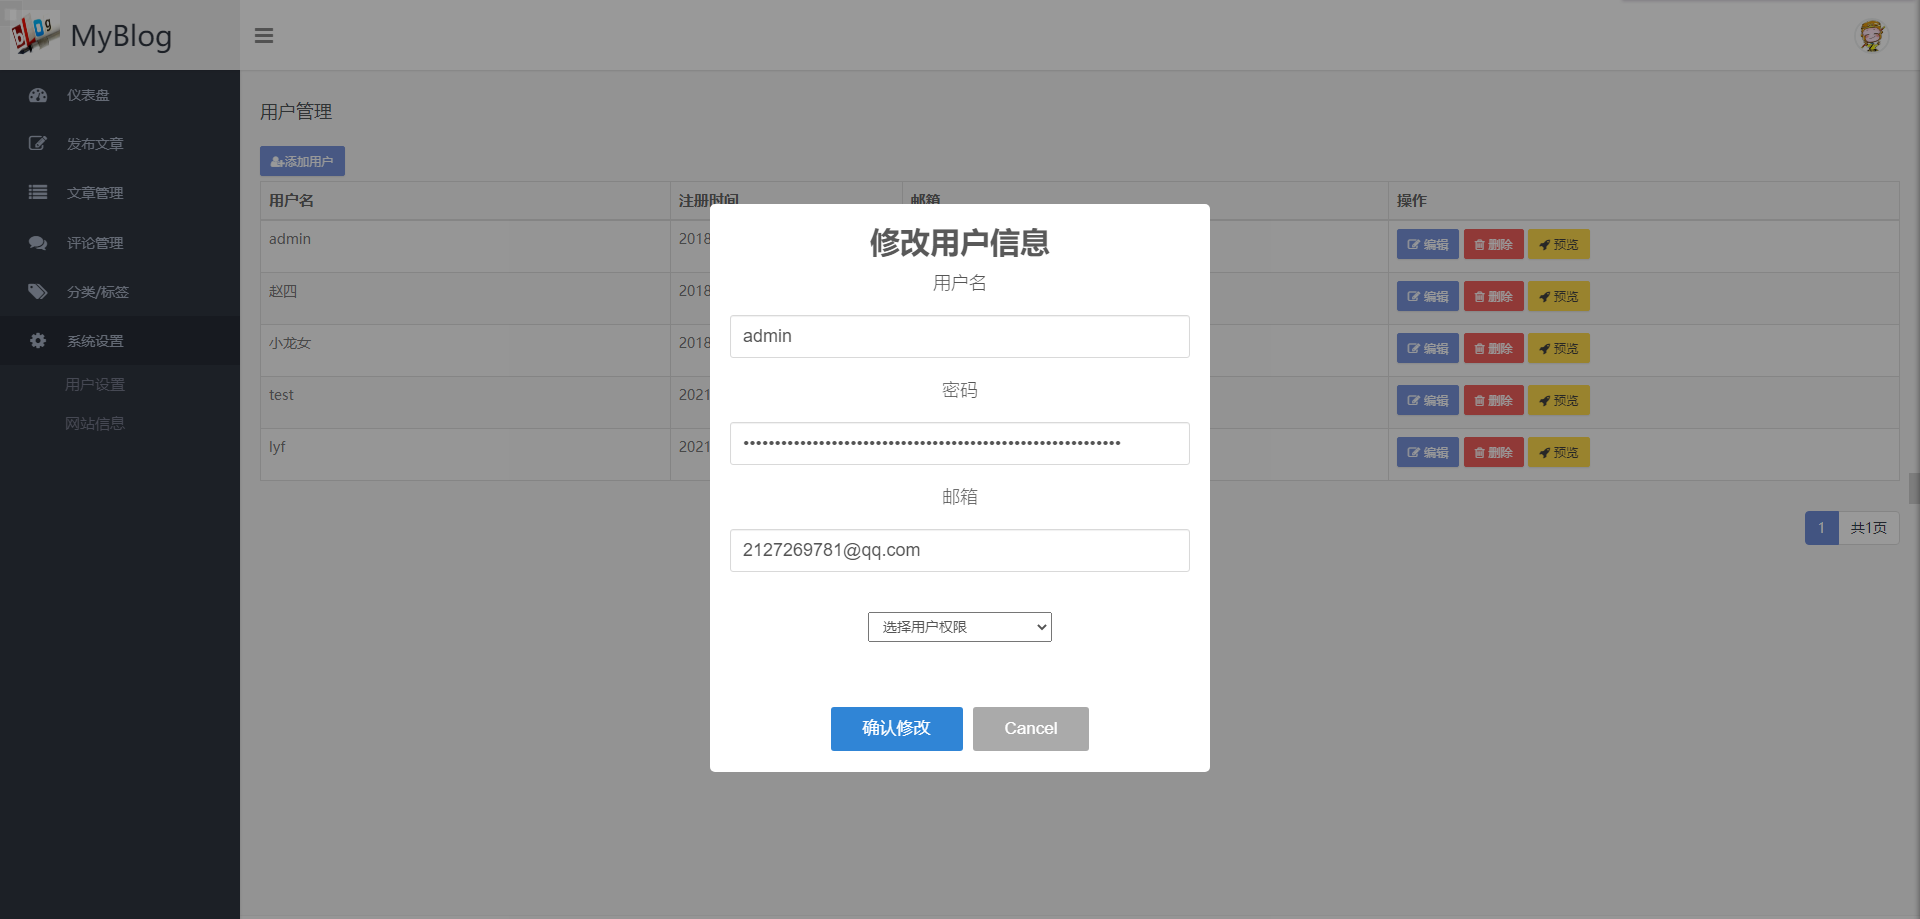 MyBlog
仪表盘
发布文章
文章管理
评论管理
分类/标签
系统设置
用户设置
网站信息
用户管理
添加用户
用户名 注册时间 邮箱 操作
admin 2018 编辑 删除 预览
赵四 2018 编辑 删除 预览
小龙女 2018 编辑 删除 预览
test 2021 编辑 删除 预览
lyf 2021 编辑 删除 预览
1 共1页
修改用户信息
用户名
admin
密码
••••••••••••••••••••••••••••••••••••••••••••••••••••••••••••
邮箱
2127269781@qq.com
选择用户权限
确认修改 Cancel